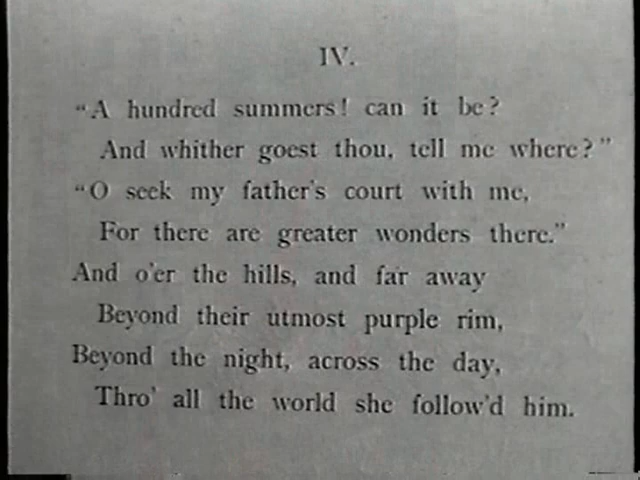 IV.
“A hundred summers! can it be?
And whither goest thou, tell me where?”
“O seek my father's court with me,
For there are greater wonders there.”
And o'er the hills, and far away
Beyond their utmost purple rim,
Beyond the night, across the day,
Thro' all the world she follow'd him.